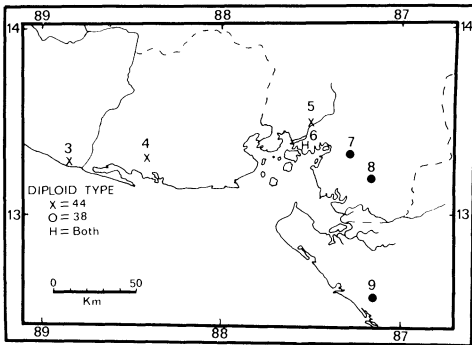 89 88 87
14 14
5
6
H
3 X 4 X X 7
8
DIPLOID TYPE
X = 44
O = 38
H = Both
13 13
9
0 50
Km
89 88 87